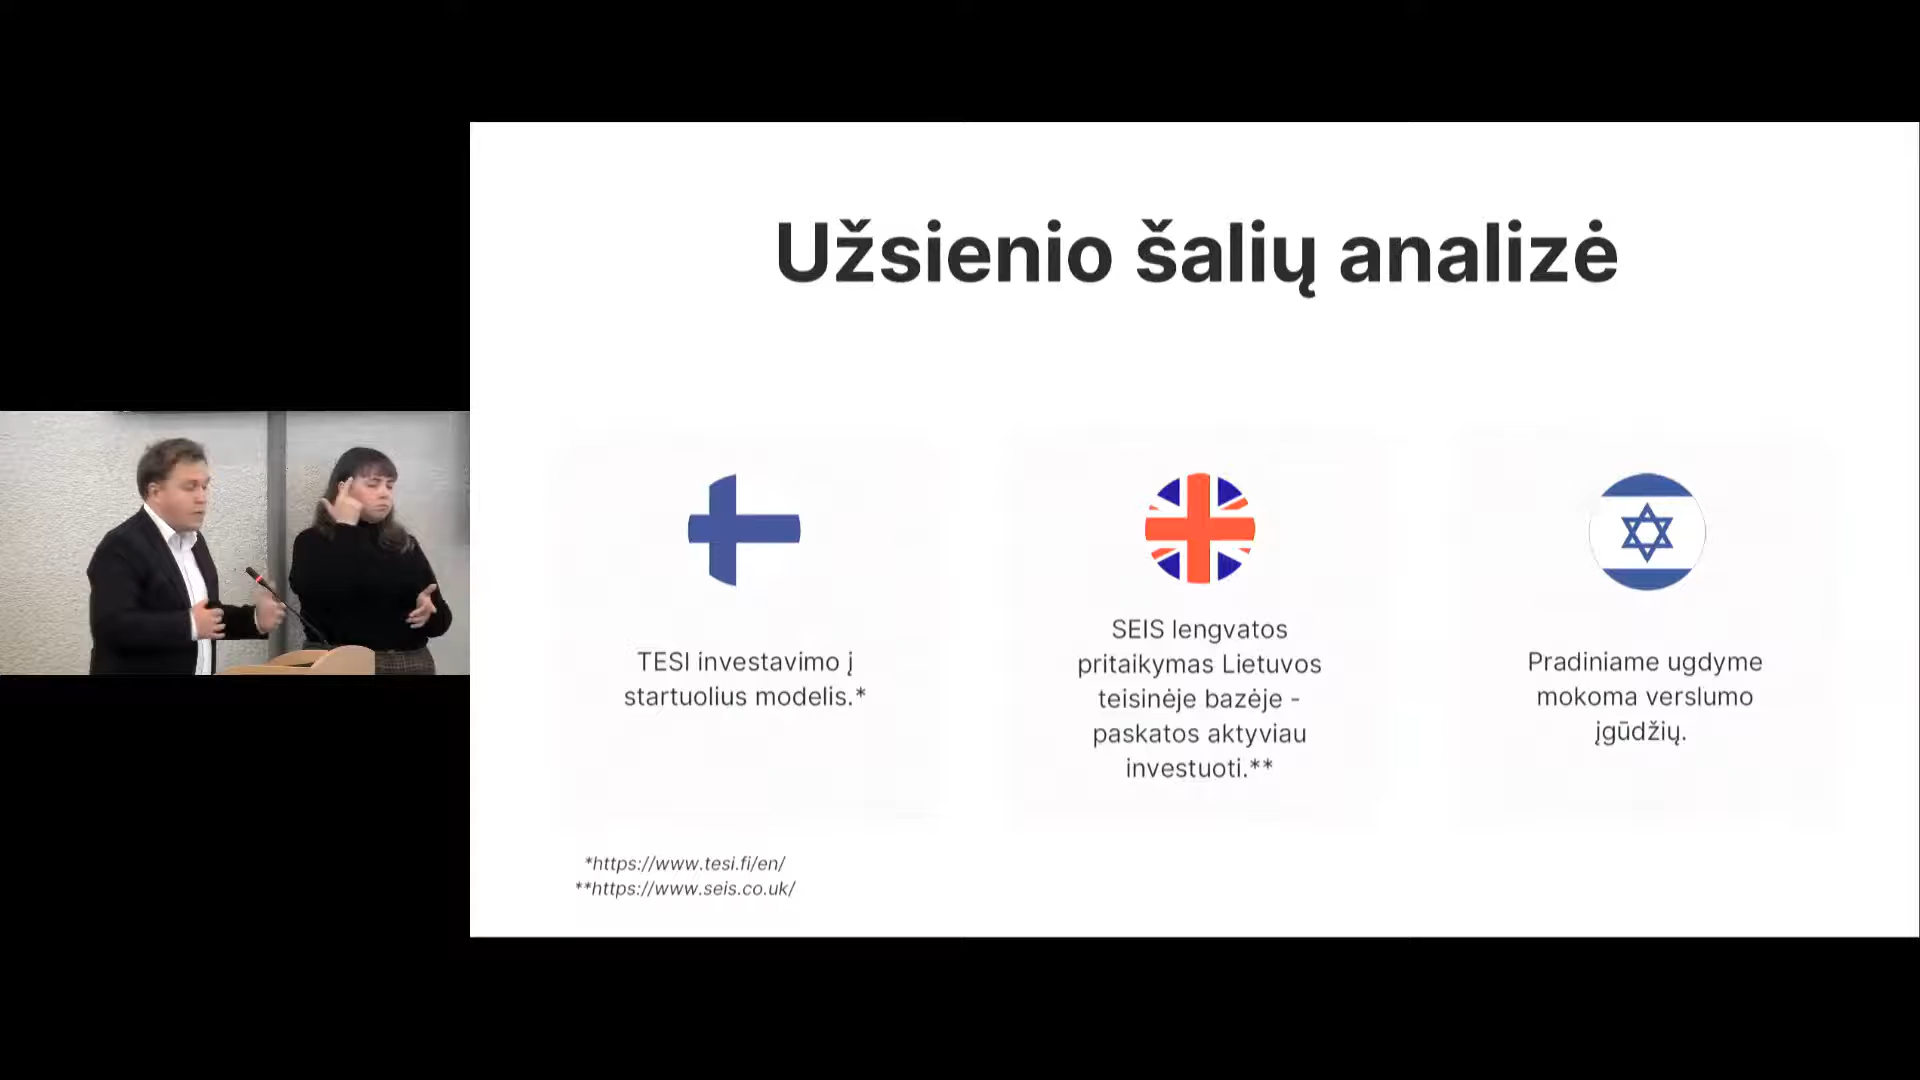 Užsienio šalių analizė
TESI investavimo į
startuolius modelis.*
SEIS lengvatos
pritaikymas Lietuvos
teisinėje bazėje -
paskatos aktyviau
investuoti.**
Pradiniame ugdyme
mokoma verslumo
įgūdžių.
*https://www.tesi.fi/en/
**https://www.seis.co.uk/